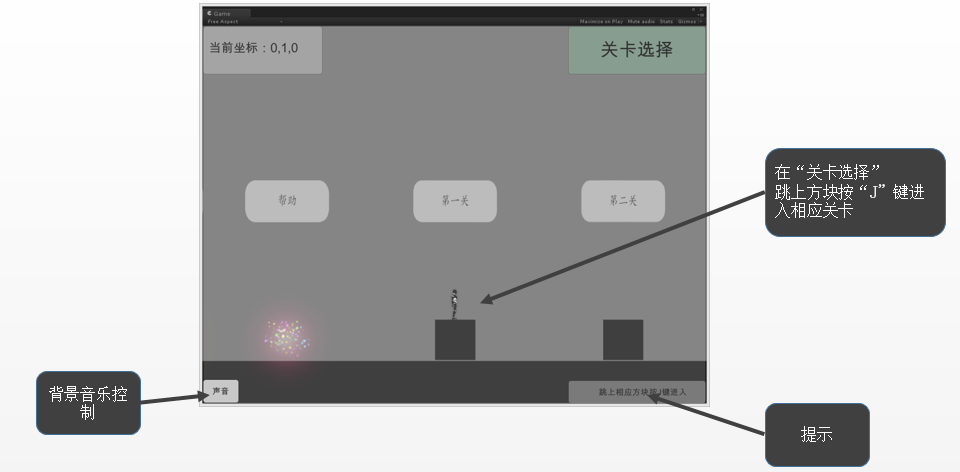 Game
Free Aspect
Maximize on Play Mute audio Stats Gizmos
当前坐标：0,1,0
关卡选择
帮助
第一关
第二关
在“关卡选择”
跳上方块按“J”键进
入相应关卡
声音
跳上相应方块按J键进入
背景音乐控
制
提示